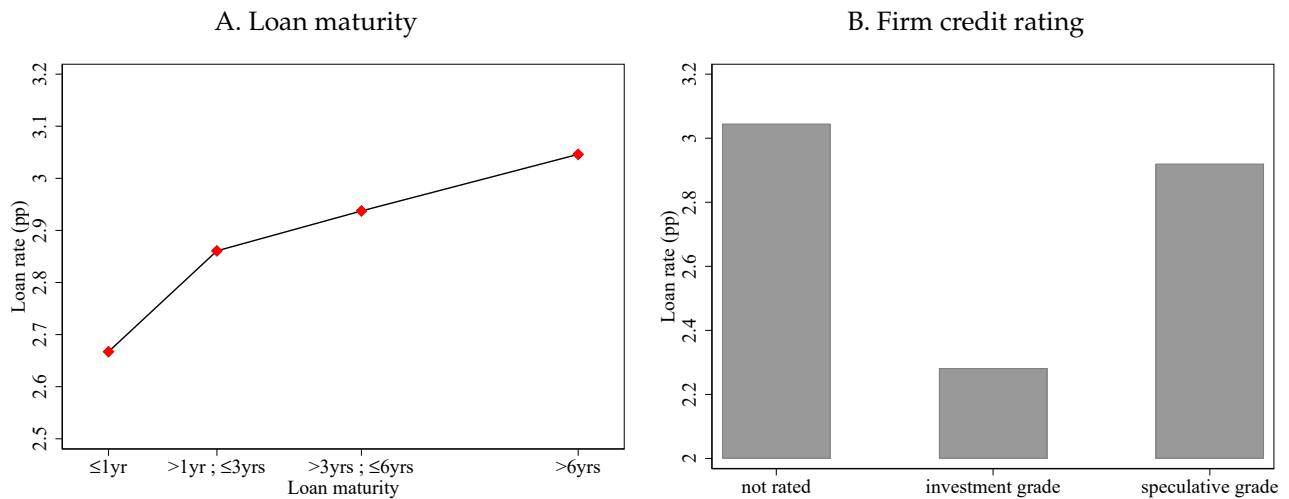 A. Loan maturity
Loan rate (pp)
3.2
3.1
3
2.9
2.8
2.7
2.6
2.5
≤1yr
>1yr ; ≤3yrs
>3yrs ; ≤6yrs
>6yrs
Loan maturity
B. Firm credit rating
Loan rate (pp)
3.2
3
2.8
2.6
2.4
2.2
2
not rated
investment grade
speculative grade